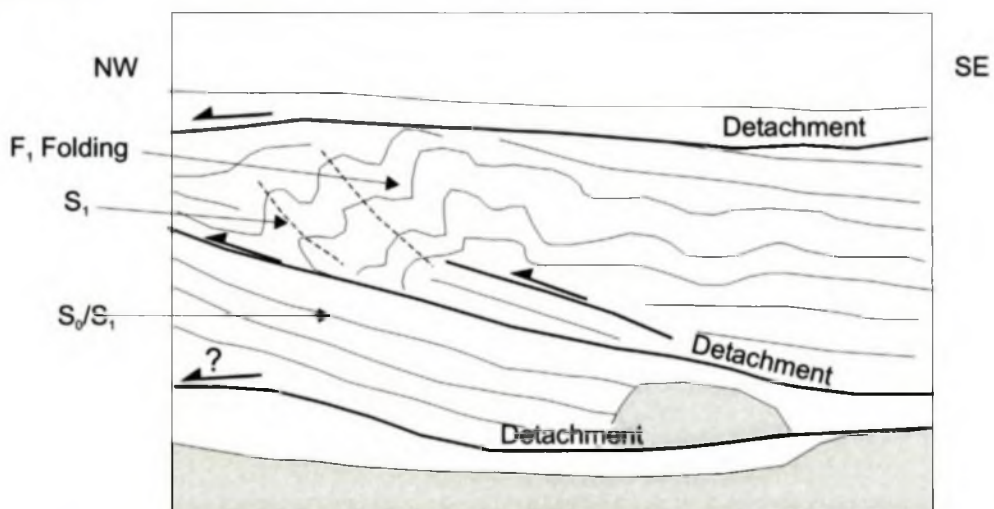 NW
SE
Detachment
F₁ Folding
S₁
S₀/S₁
?
Detachment
Detachment